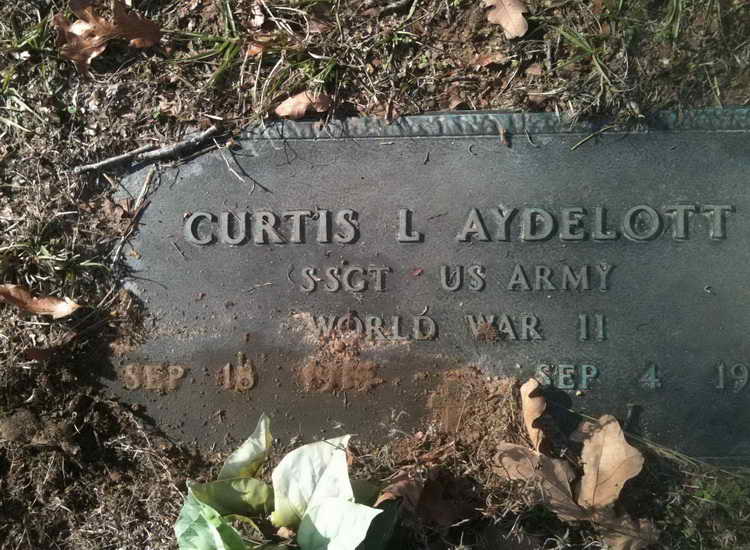 CURTIS L AYDELOTT
SSGT US ARMY
WORLD WAR II
SEP 18 SEP 4 19